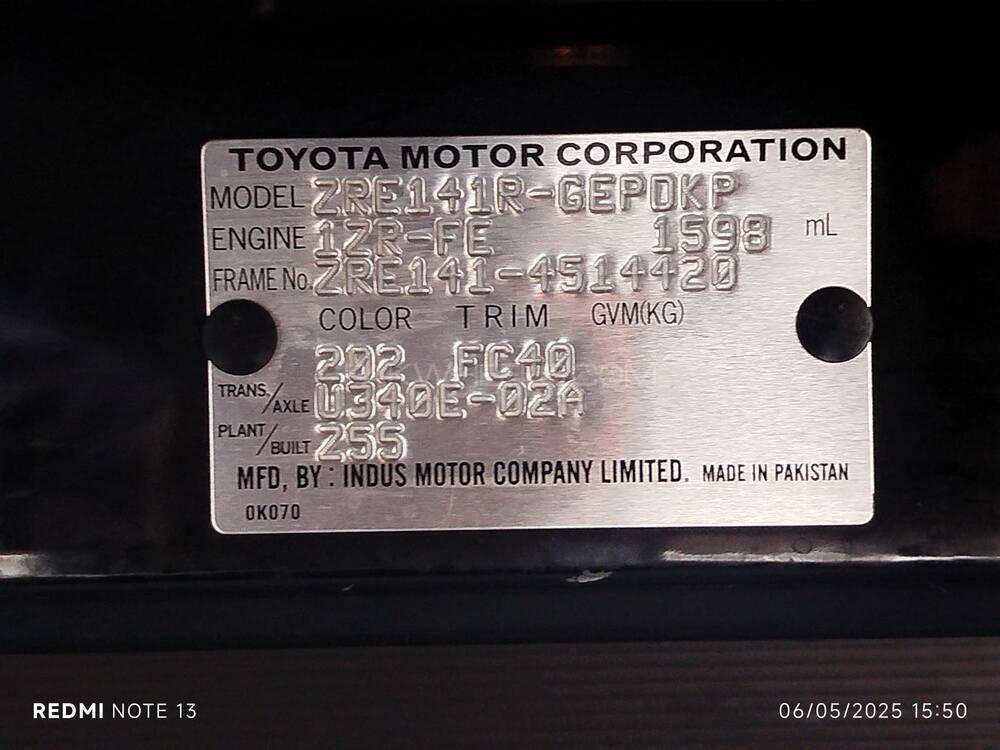 TOYOTA MOTOR CORPORATION
MODEL ZRE141R-GEPDKP
ENGINE 1ZR-FE 1598 mL
FRAME No. ZRE141-4514420
COLOR TRIM GVM(KG)
202 FC40
TRANS./AXLE U340E-02A
PLANT/BUILT Z55
MFD, BY : INDUS MOTOR COMPANY LIMITED. MADE IN PAKISTAN
0K070
REDMI NOTE 13
06/05/2025 15:50